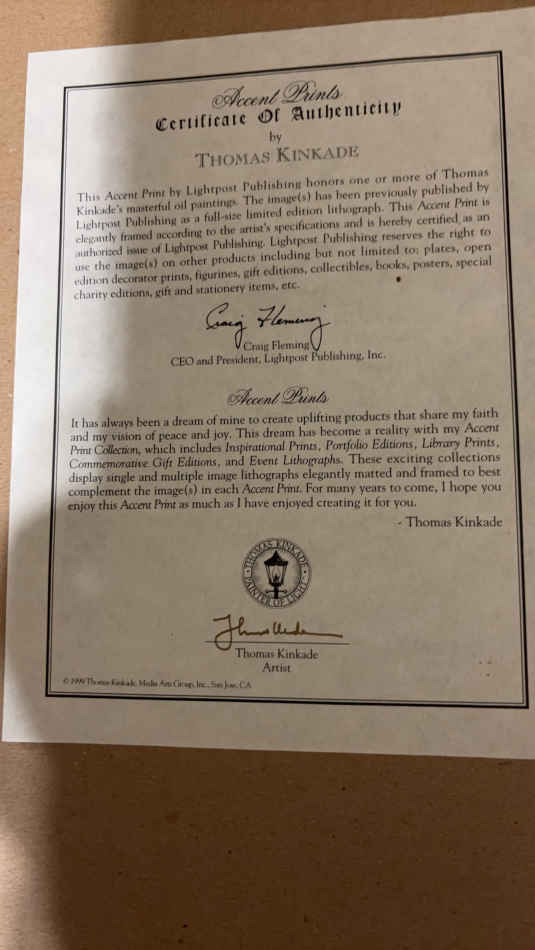 Accent Prints
Certificate Of Authenticity
by
THOMAS KINKADE
This Accent Print by Lightpost Publishing honors one or more of Thomas
Kinkade's masterful oil paintings. The image(s) has been previously published by
Lightpost Publishing as a full-size limited edition lithograph. This Accent Print is
elegantly framed according to the artist's specifications and is hereby certified as an
authorized issue of Lightpost Publishing. Lightpost Publishing reserves the right to
use the image(s) on other products including but not limited to: plates, open
edition decorator prints, figurines, gift editions, collectibles, books, posters, special
charity editions, gift and stationery items, etc.
Craig Fleming
Craig Fleming
CEO and President, Lightpost Publishing, Inc.
Accent Prints
It has always been a dream of mine to create uplifting products that share my faith
and my vision of peace and joy. This dream has become a reality with my Accent
Print Collection, which includes Inspirational Prints, Portfolio Editions, Library Prints,
Commemorative Gift Editions, and Event Lithographs. These exciting collections
display single and multiple image lithographs elegantly matted and framed to best
complement the image(s) in each Accent Print. For many years to come, I hope you
enjoy this Accent Print as much as I have enjoyed creating it for you.
- Thomas Kinkade
THOMAS KINKADE
PAINTER OF LIGHT
Thomas Kinkade
Artist
© 1999 Thomas Kinkade, Media Arts Group, Inc., San Jose, CA